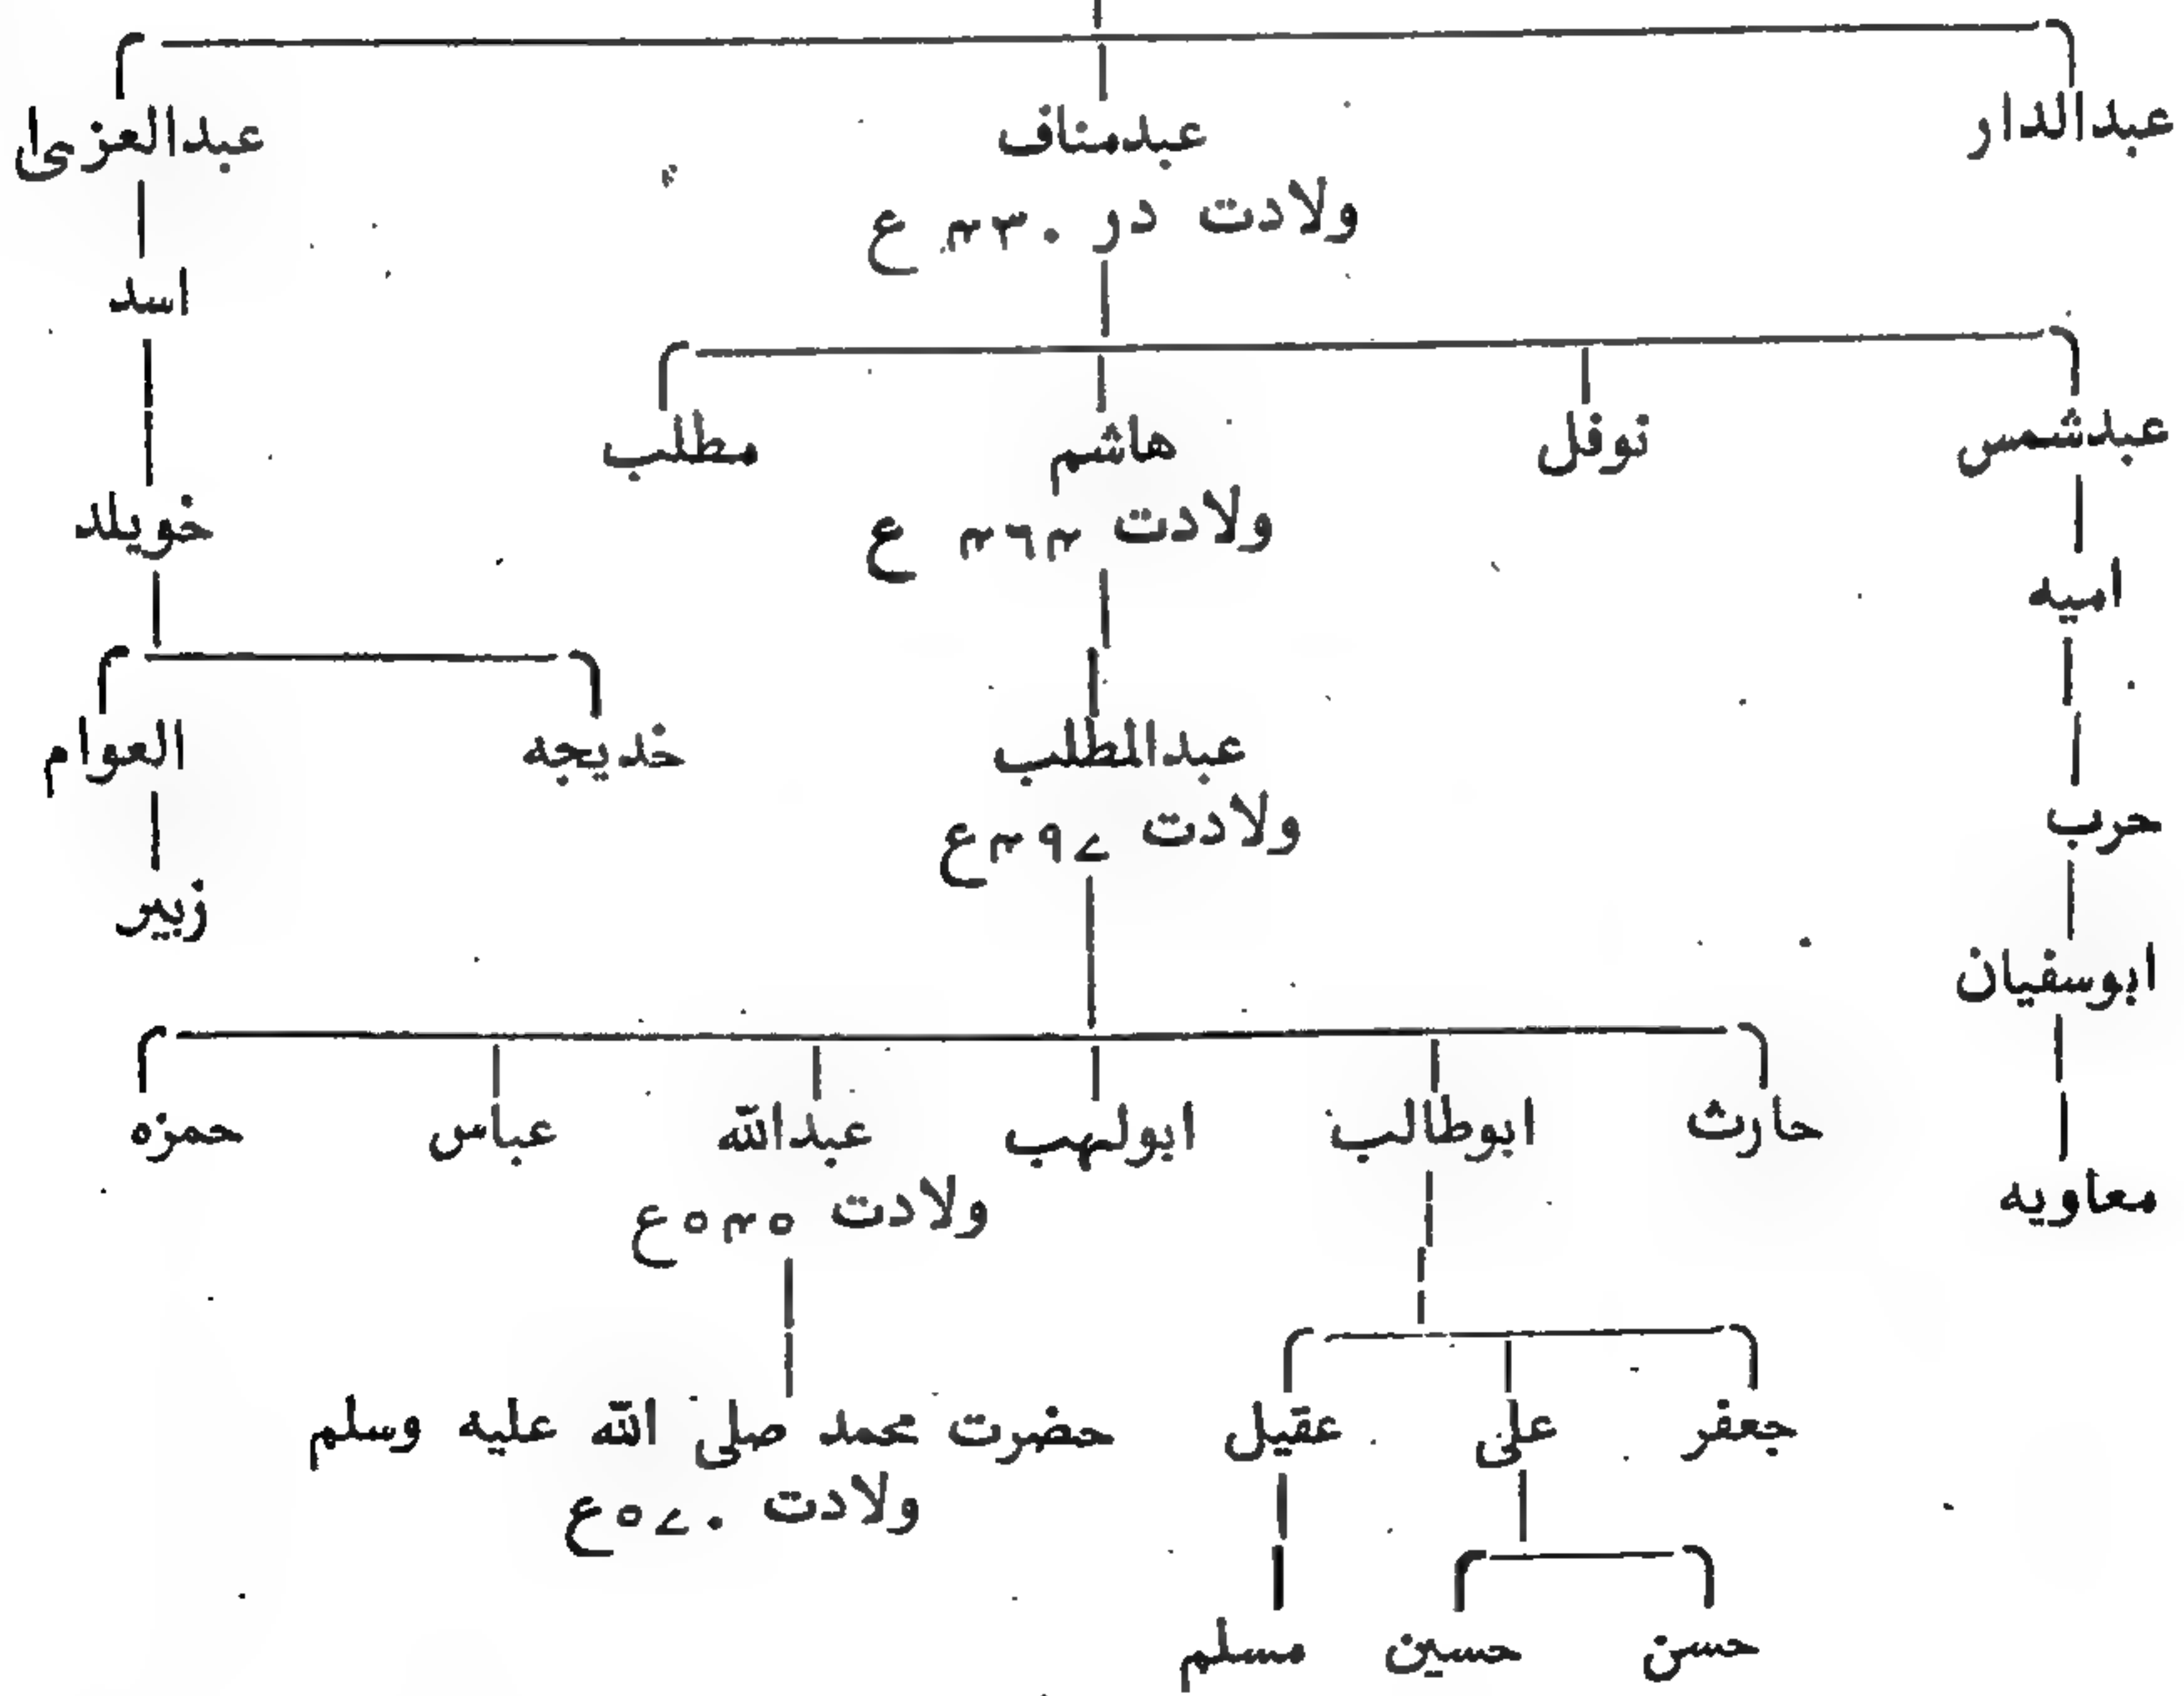 عبدالدار
عبدمناف
عبدالعزیٰ
ولادت در ۴۳۰ ع
اسد
عبدشمس
نوفل
هاشم
مطلب
ولادت ۴۶۴ ع
خویلد
امیه
عبدالمطلب
خدیجه
العوام
ولادت ۴۹۷ع
حرب
زبیر
ابوسفیان
حارث
ابوطالب
ابولهب
عبدالله
عباس
حمزه
معاویه
ولادت ۵۴۵ع
جعفر
علی
عقیل
حضرت محمد صلی الله علیه وسلم
ولادت ۵۷۰ع
حسن
حسین
مسلم